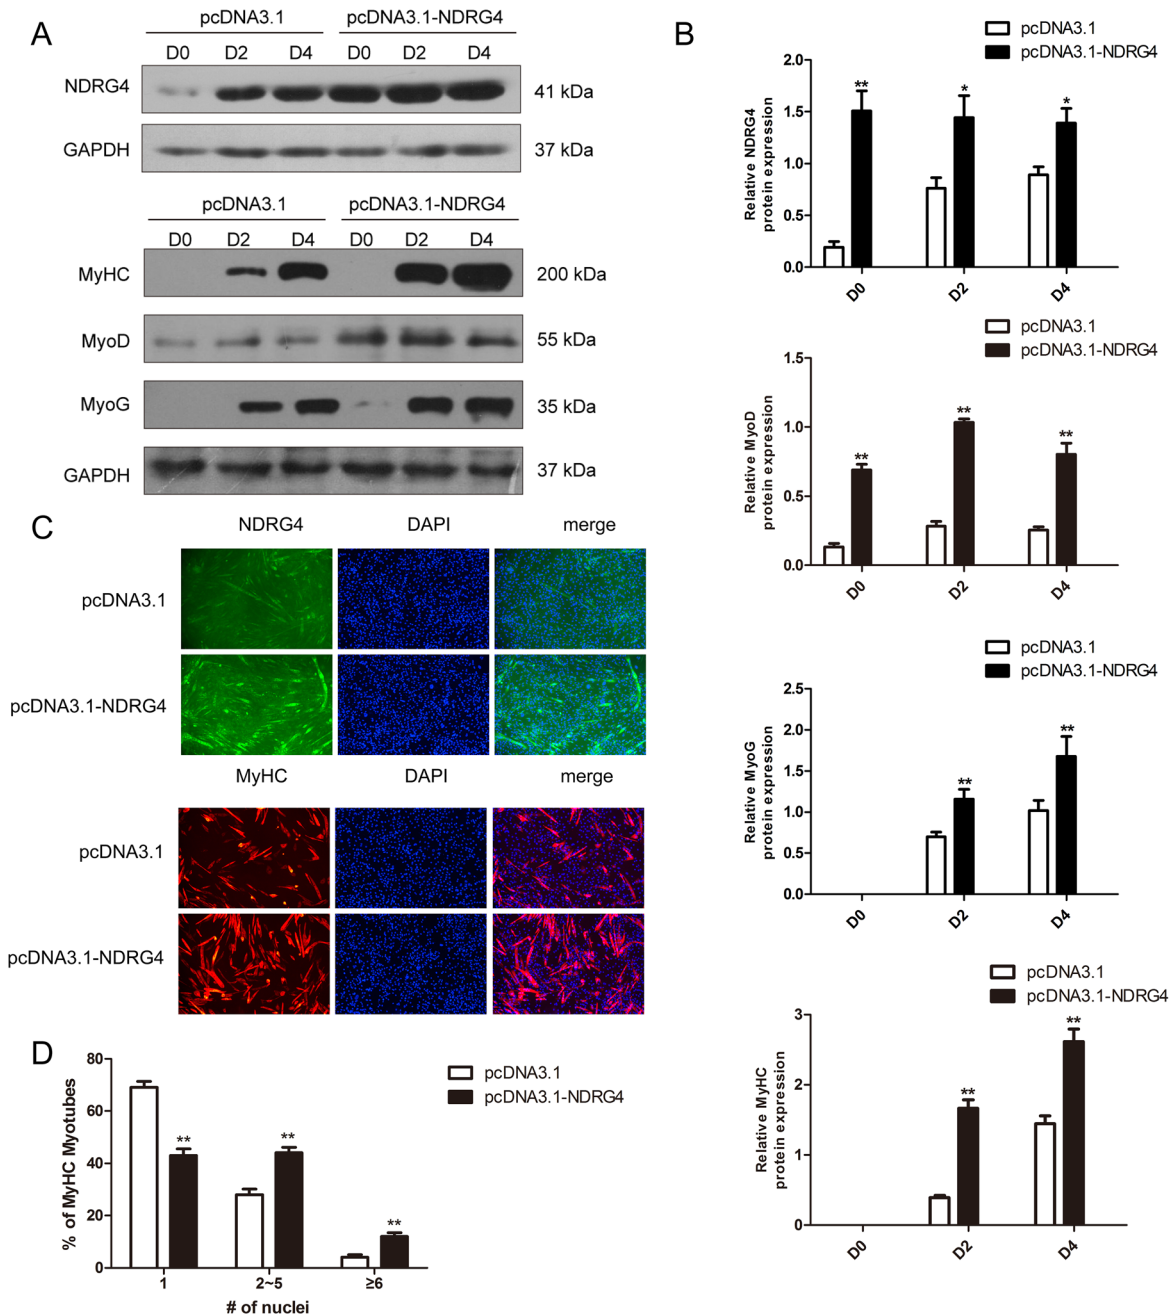 A
pcDNA3.1 pcDNA3.1-NDRG4
D0 D2 D4 D0 D2 D4
NDRG4 41 kDa
GAPDH 37 kDa
pcDNA3.1 pcDNA3.1-NDRG4
D0 D2 D4 D0 D2 D4
MyHC 200 kDa
MyoD 55 kDa
MyoG 35 kDa
GAPDH 37 kDa
B
pcDNA3.1
pcDNA3.1-NDRG4
Relative NDRG4
protein expression
2.0
1.5
1.0
0.5
0.0
** * *
D0 D2 D4
pcDNA3.1
pcDNA3.1-NDRG4
Relative MyoD
protein expression
1.5
1.0
0.5
0.0
** ** **
D0 D2 D4
pcDNA3.1
pcDNA3.1-NDRG4
Relative MyoG
protein expression
2.5
2.0
1.5
1.0
0.5
0.0
** **
D0 D2 D4
pcDNA3.1
pcDNA3.1-NDRG4
Relative MyHC
protein expression
3
2
1
0
** **
D0 D2 D4
C
NDRG4 DAPI merge
pcDNA3.1
pcDNA3.1-NDRG4
MyHC DAPI merge
pcDNA3.1
pcDNA3.1-NDRG4
D
pcDNA3.1
pcDNA3.1-NDRG4
% of MyHC Myotubes
80
60
40
20
0
** ** **
1 2~5 ≥6
# of nuclei